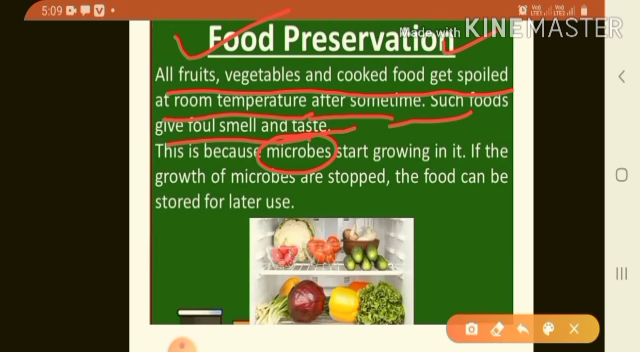 5:09
Made with KINEMASTER
Food Preservation
All fruits, vegetables and cooked food get spoiled
at room temperature after sometime. Such foods
give foul smell and taste.
This is because microbes start growing in it. If the
growth of microbes are stopped, the food can be
stored for later use.